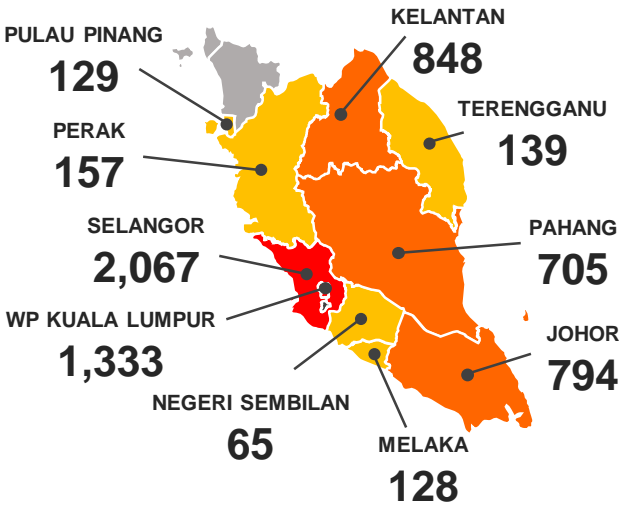 KELANTAN
848
PULAU PINANG
129
TERENGGANU
139
PERAK
157
SELANGOR
2,067
PAHANG
705
WP KUALA LUMPUR
1,333
JOHOR
794
NEGERI SEMBILAN
65
MELAKA
128